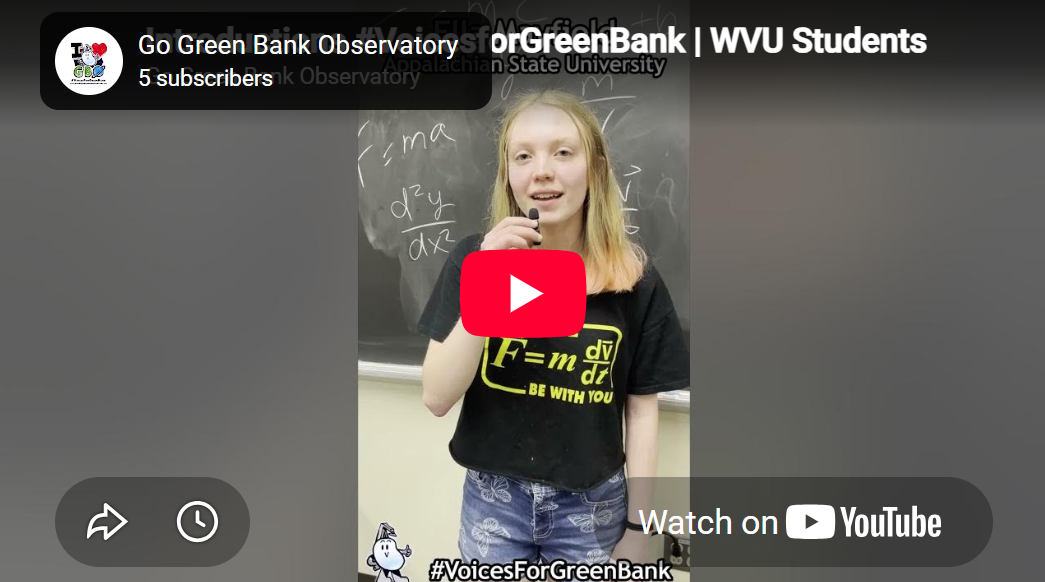 Go Green Bank Observatory
5 subscribers
orGreenBank | WVU Students
Appalachian State University
F = ma
d²y
dx²
m
F = m dv̄
dt
BE WITH YOU
Watch on YouTube
#VoicesForGreenBank